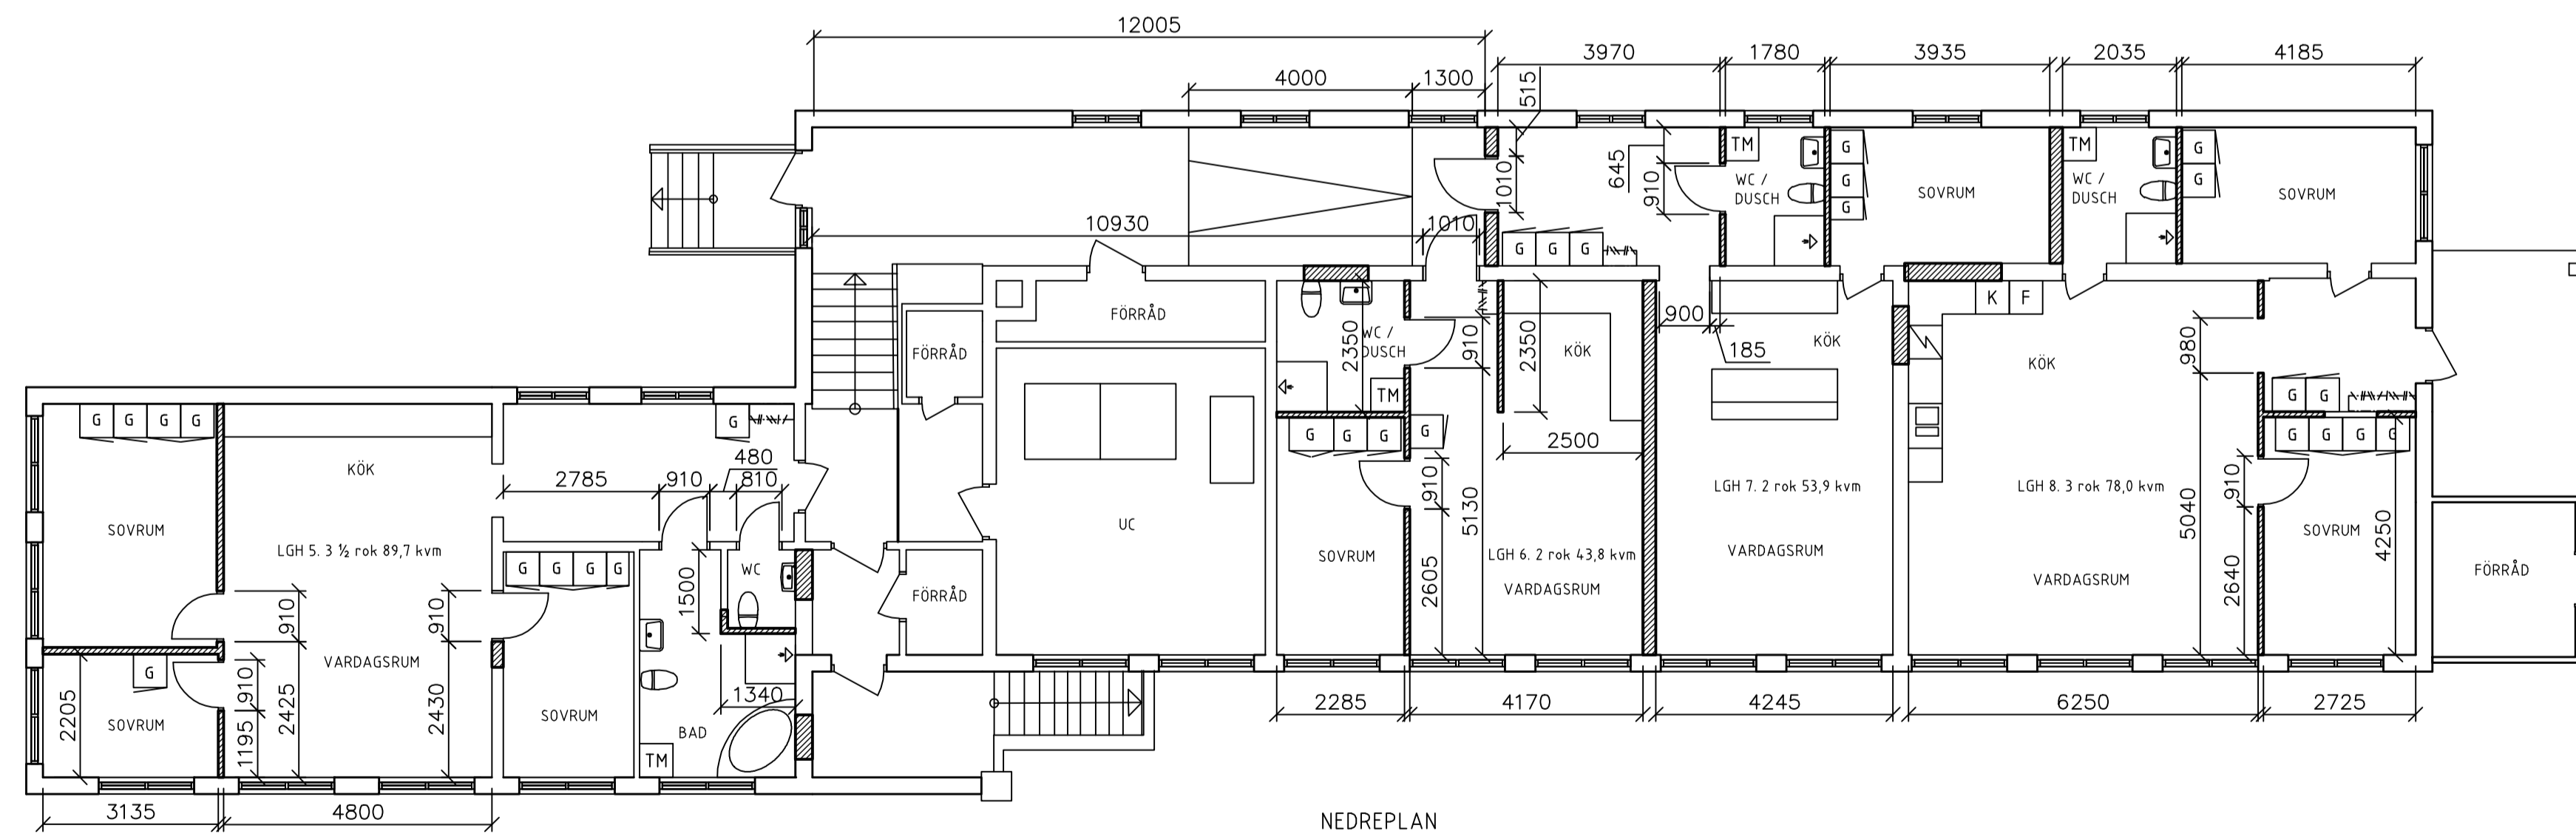 12005
3970
1780
3935
2035
4185
4000
1300
515
TM
G
TM
G
G
G
G
1010
645
910
WC /
DUSCH
SOVRUM
WC /
DUSCH
SOVRUM
10930
1010
G
G
G
K
F
FÖRRÅD
2350
WC /
DUSCH
910
2350
KÖK
900
185
KÖK
KÖK
980
FÖRRÅD
TM
G
G
G
G
G
G
G
G
G
G
G
G
2500
G
G
G
G
KÖK
480
2785
910
810
LGH 7. 2 rok 53,9 kvm
LGH 8. 3 rok 78,0 kvm
910
5130
5040
910
SOVRUM
UC
SOVRUM
4250
LGH 5. 3 ½ rok 89,7 kvm
SOVRUM
LGH 6. 2 rok 43,8 kvm
VARDAGSRUM
VARDAGSRUM
VARDAGSRUM
FÖRRÅD
G
G
G
G
WC
1500
FÖRRÅD
2605
2640
910
910
VARDAGSRUM
G
2205
SOVRUM
910
1195
2425
2430
SOVRUM
1340
BAD
TM
2285
4170
4245
6250
2725
3135
4800
NEDREPLAN